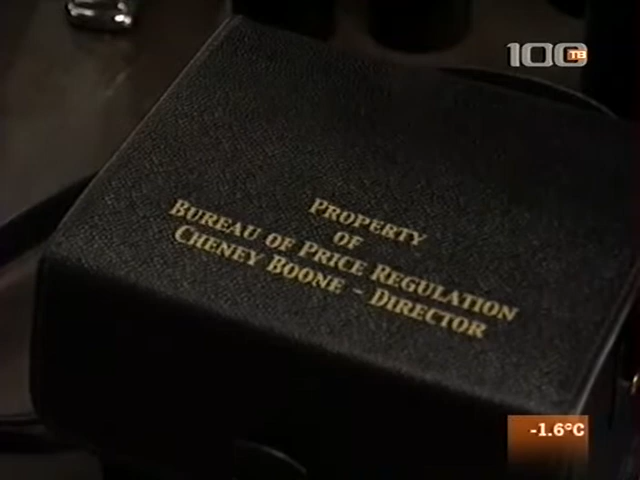 100
ТВ
PROPERTY
OF
BUREAU OF PRICE REGULATION
CHENEY BOONE - DIRECTOR
-1.6°C